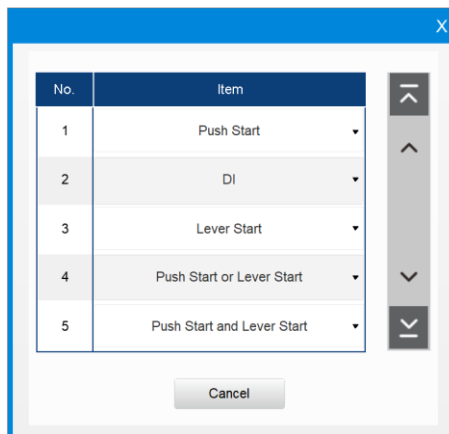 X
No. Item
1 Push Start
2 DI
3 Lever Start
4 Push Start or Lever Start
5 Push Start and Lever Start
Cancel